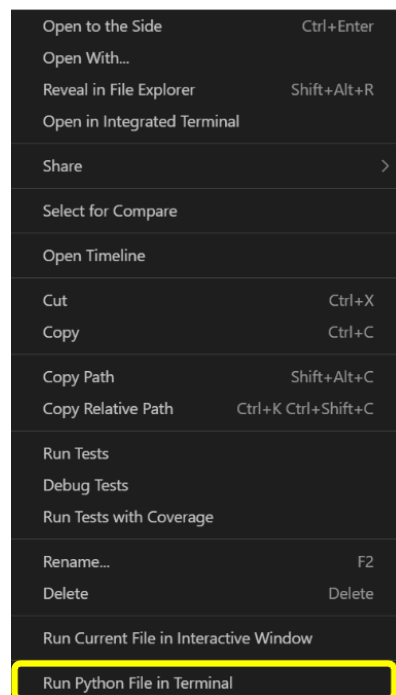 Open to the Side Ctrl+Enter
Open With...
Reveal in File Explorer Shift+Alt+R
Open in Integrated Terminal
Share >
Select for Compare
Open Timeline
Cut Ctrl+X
Copy Ctrl+C
Copy Path Shift+Alt+C
Copy Relative Path Ctrl+K Ctrl+Shift+C
Run Tests
Debug Tests
Run Tests with Coverage
Rename... F2
Delete Delete
Run Current File in Interactive Window
Run Python File in Terminal